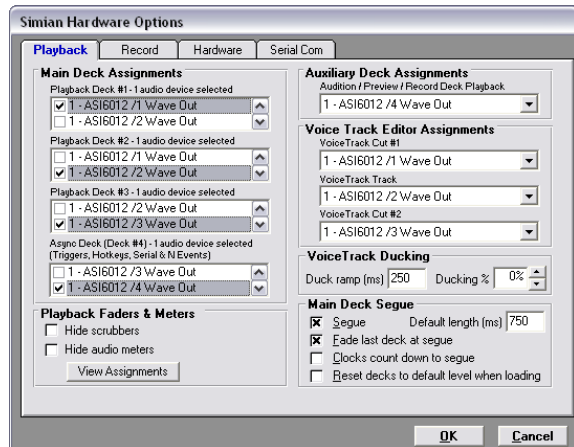 Simian Hardware Options
Playback
Record
Hardware
Serial Com
Main Deck Assignments
Playback Deck #1 - 1 audio device selected
1 - ASI6012 /1 Wave Out
1 - ASI6012 /2 Wave Out
Playback Deck #2 - 1 audio device selected
1 - ASI6012 /1 Wave Out
1 - ASI6012 /2 Wave Out
Playback Deck #3 - 1 audio device selected
1 - ASI6012 /2 Wave Out
1 - ASI6012 /3 Wave Out
Async Deck (Deck #4) - 1 audio device selected
(Triggers, Hotkeys, Serial & N Events)
1 - ASI6012 /3 Wave Out
1 - ASI6012 /4 Wave Out
Playback Faders & Meters
Hide scrubbers
Hide audio meters
View Assignments
Auxiliary Deck Assignments
Audition / Preview / Record Deck Playback
1 - ASI6012 /4 Wave Out
Voice Track Editor Assignments
VoiceTrack Cut #1
1 - ASI6012 /1 Wave Out
VoiceTrack Track
1 - ASI6012 /2 Wave Out
VoiceTrack Cut #2
1 - ASI6012 /3 Wave Out
VoiceTrack Ducking
Duck ramp (ms) 250 Ducking % 0%
Main Deck Segue
Segue Default length (ms) 750
Fade last deck at segue
Clocks count down to segue
Reset decks to default level when loading
OK
Cancel